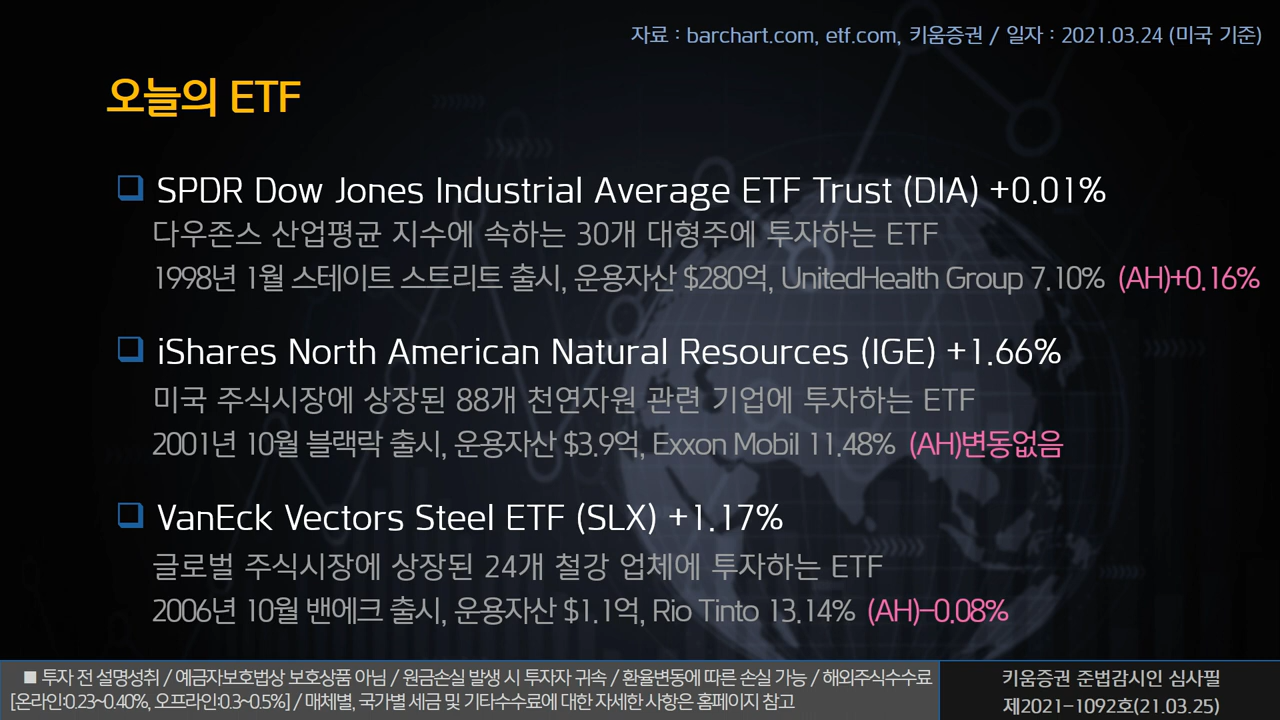 자료 : barchart.com, etf.com, 키움증권 / 일자 : 2021.03.24 (미국 기준)
오늘의 ETF
❑ SPDR Dow Jones Industrial Average ETF Trust (DIA) +0.01%
다우존스 산업평균 지수에 속하는 30개 대형주에 투자하는 ETF
1998년 1월 스테이트 스트리트 출시, 운용자산 $280억, UnitedHealth Group 7.10% (AH)+0.16%
❑ iShares North American Natural Resources (IGE) +1.66%
미국 주식시장에 상장된 88개 천연자원 관련 기업에 투자하는 ETF
2001년 10월 블랙락 출시, 운용자산 $3.9억, Exxon Mobil 11.48% (AH)변동없음
❑ VanEck Vectors Steel ETF (SLX) +1.17%
글로벌 주식시장에 상장된 24개 철강 업체에 투자하는 ETF
2006년 10월 밴에크 출시, 운용자산 $1.1억, Rio Tinto 13.14% (AH)-0.08%
■ 투자 전 설명성취 / 예금자보호법상 보호상품 아님 / 원금손실 발생 시 투자자 귀속 / 환율변동에 따른 손실 가능 / 해외주식수수료
[온라인:0.23~0.40%, 오프라인:0.3~0.5%] / 매체별, 국가별 세금 및 기타수수료에 대한 자세한 사항은 홈페이지 참고
키움증권 준법감시인 심사필
제2021-1092호(21.03.25)